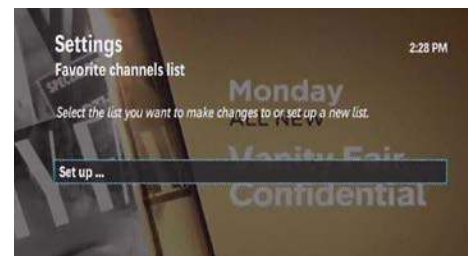 Settings
2:28 PM
Favorite channels list
Monday
Select the list you want to make changes to or set up a new list.
ALL NEW
Vanity Fair
Set up ...
Confidential